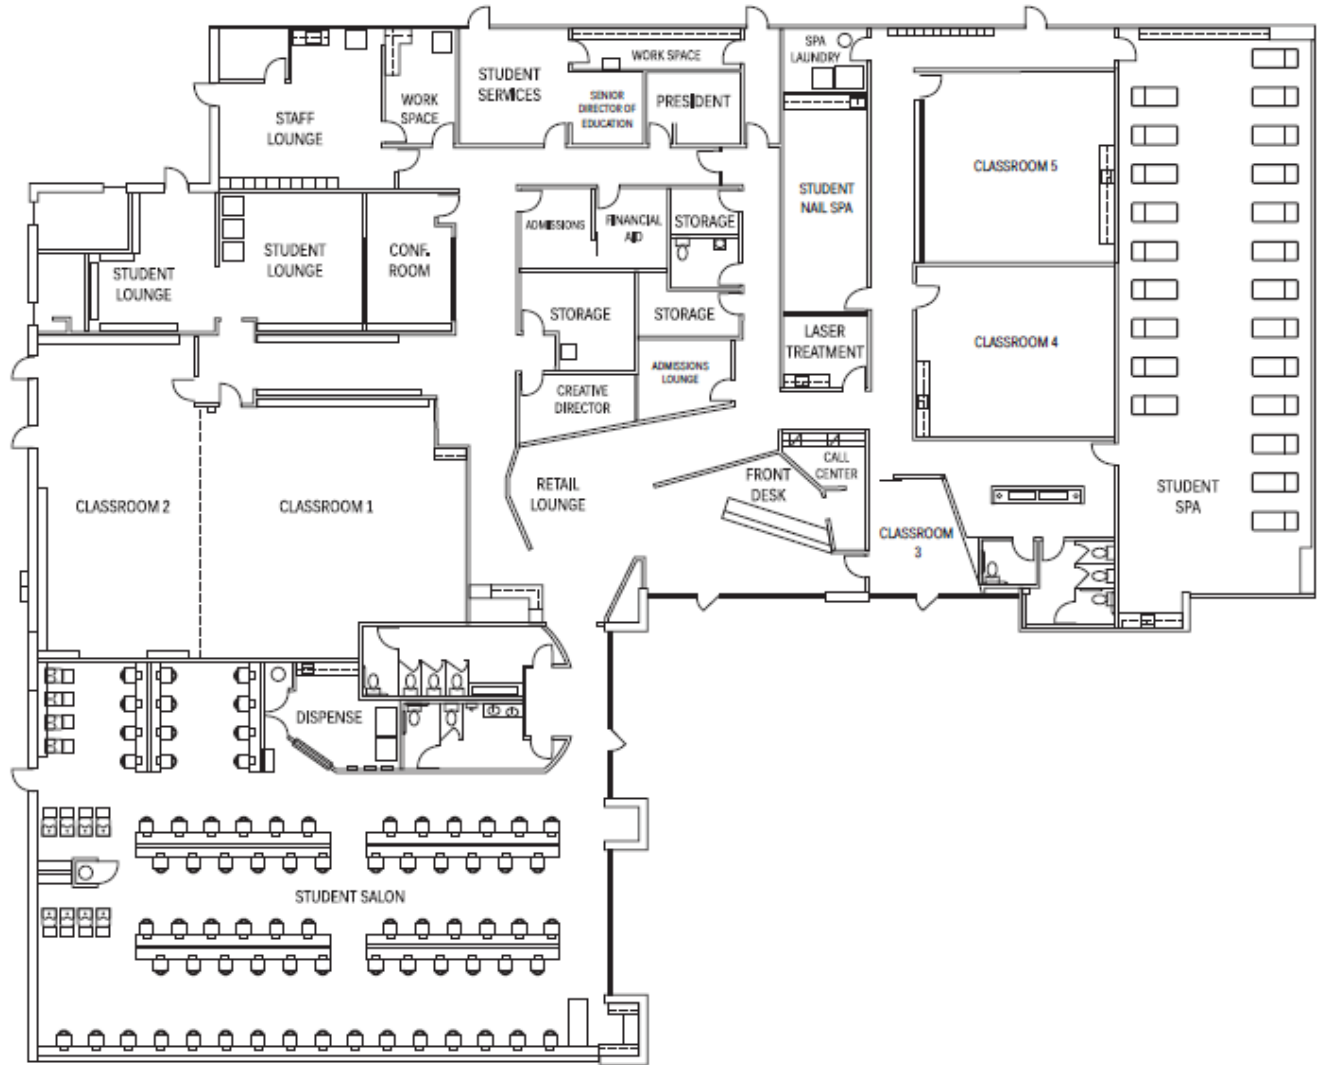 SPA
LAUNDRY
WORK SPACE
STUDENT
SERVICES
SENIOR
DIRECTOR OF
EDUCATION
PRESIDENT
WORK
SPACE
STAFF
LOUNGE
CLASSROOM 5
STUDENT
NAIL SPA
ADMISSIONS
FINANCIAL
AID
STORAGE
STUDENT
LOUNGE
CONF.
ROOM
STUDENT
LOUNGE
STORAGE
STORAGE
LASER
TREATMENT
CLASSROOM 4
ADMISSIONS
LOUNGE
CREATIVE
DIRECTOR
CALL
CENTER
FRONT
DESK
RETAIL
LOUNGE
STUDENT
SPA
CLASSROOM 2
CLASSROOM 1
CLASSROOM
3
DISPENSE
STUDENT SALON